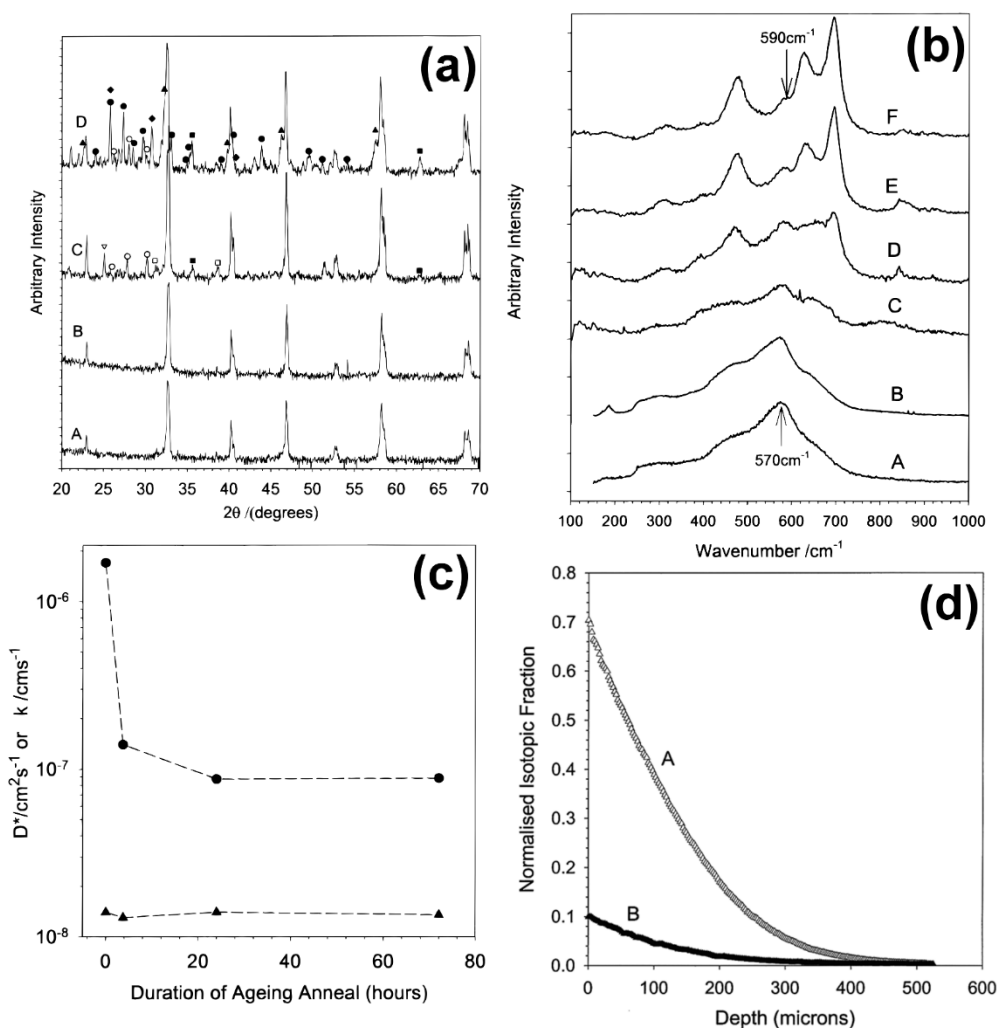 (a)
Arbitrary Intensity
Arbitrary Intensity
D
C
B
A
20 25 30 35 40 45 50 55 60 65 70
2θ /(degrees)
(b)
590cm-1
Arbitrary Intensity
F
E
D
C
B
A
570cm-1
100 200 300 400 500 600 700 800 900 1000
Wavenumber /cm-1
(c)
D*/cm2s-1 or k /cms-1
10-6
10-7
10-8
0 20 40 60 80
Duration of Ageing Anneal (hours)
(d)
Normalised Isotopic Fraction
0.8
0.7
0.6
0.5
0.4
0.3
0.2
0.1
0.0
A
B
0 100 200 300 400 500 600
Depth (microns)